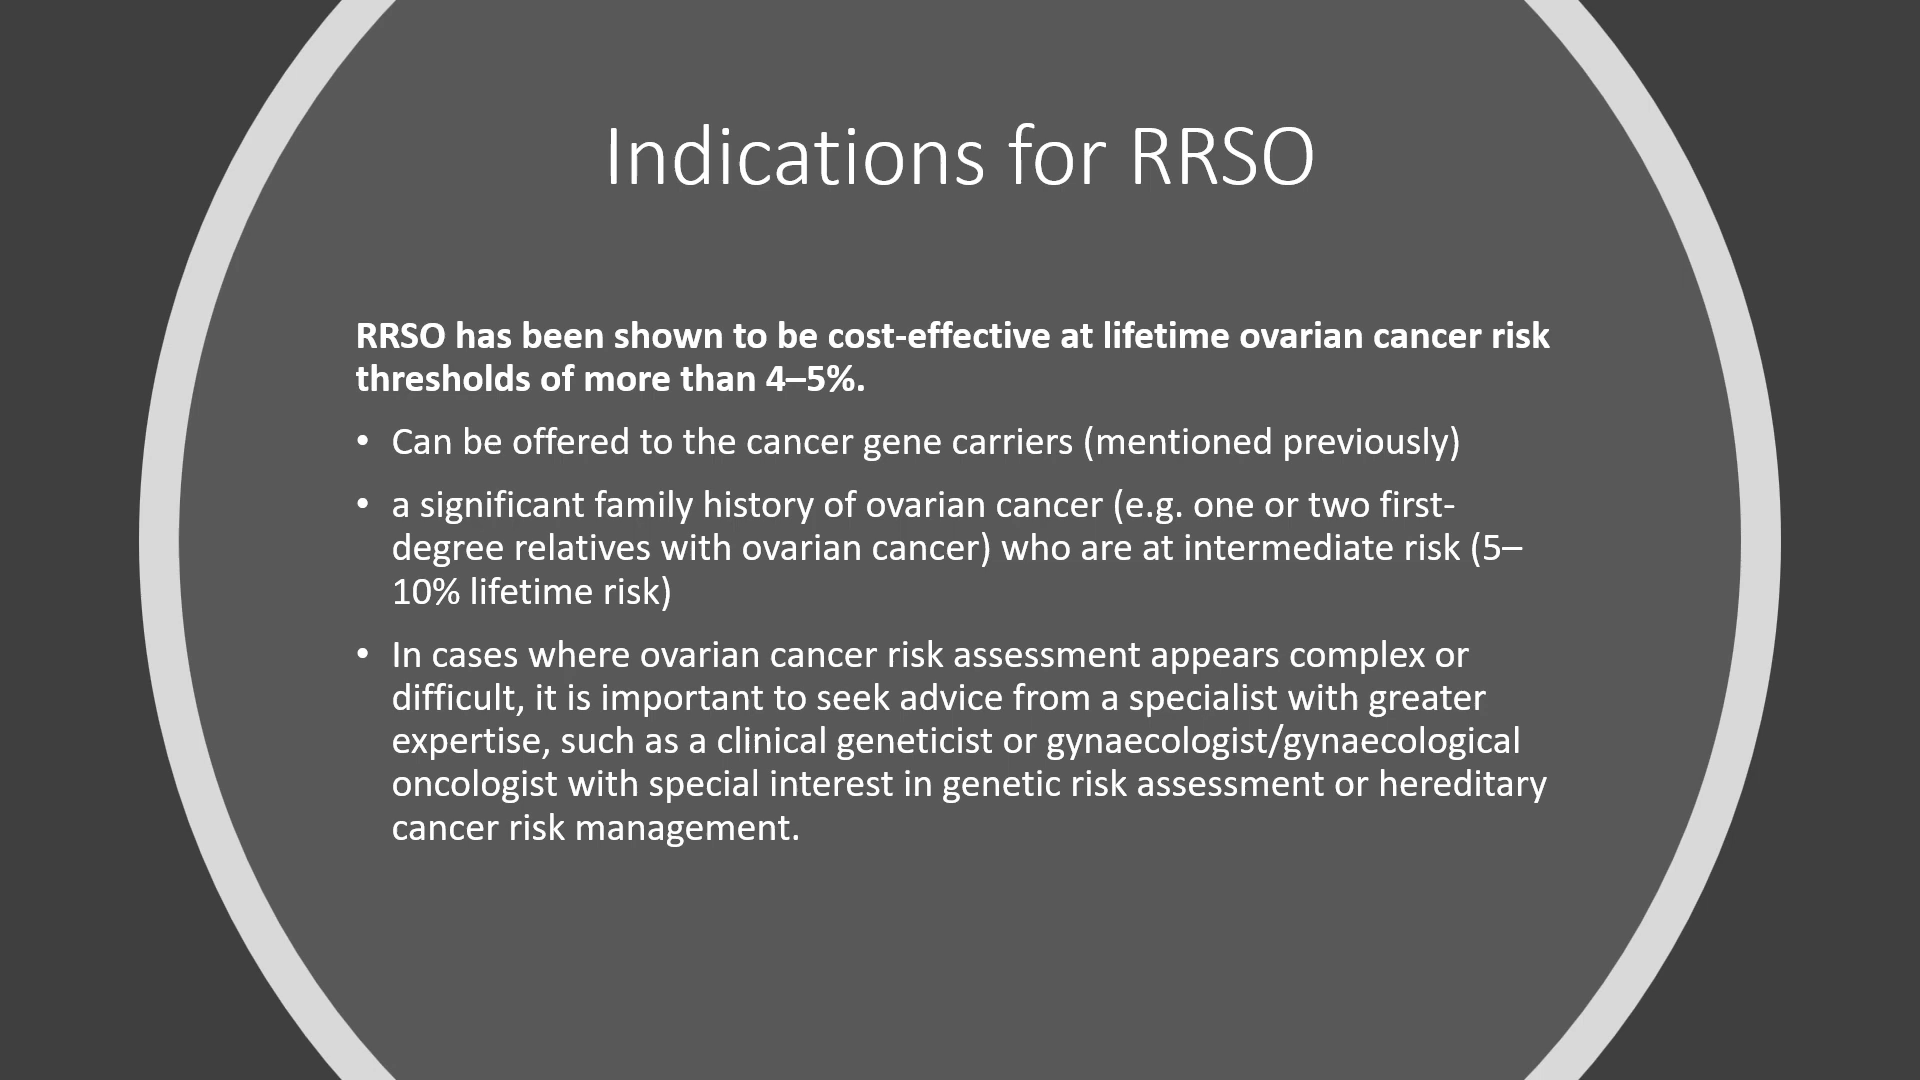 Indications for RRSO
RRSO has been shown to be cost-effective at lifetime ovarian cancer risk
thresholds of more than 4–5%.
• Can be offered to the cancer gene carriers (mentioned previously)
• a significant family history of ovarian cancer (e.g. one or two first-
degree relatives with ovarian cancer) who are at intermediate risk (5–
10% lifetime risk)
• In cases where ovarian cancer risk assessment appears complex or
difficult, it is important to seek advice from a specialist with greater
expertise, such as a clinical geneticist or gynaecologist/gynaecological
oncologist with special interest in genetic risk assessment or hereditary
cancer risk management.